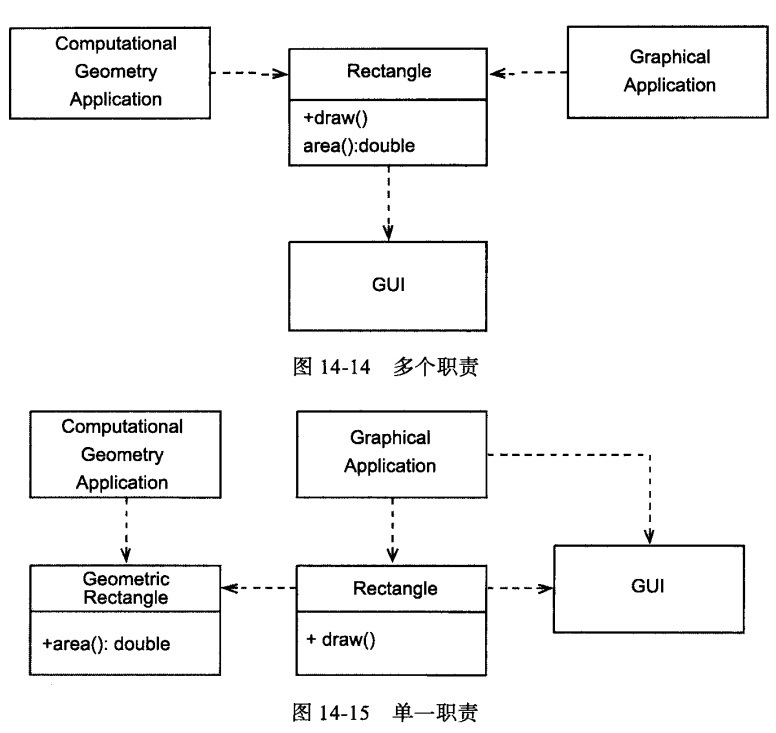 Computational
Geometry
Application
Rectangle
+draw()
area():double
Graphical
Application
GUI
图 14-14 多个职责
Computational
Geometry
Application
Graphical
Application
Geometric
Rectangle
+area(): double
Rectangle
+ draw()
GUI
图 14-15 单一职责